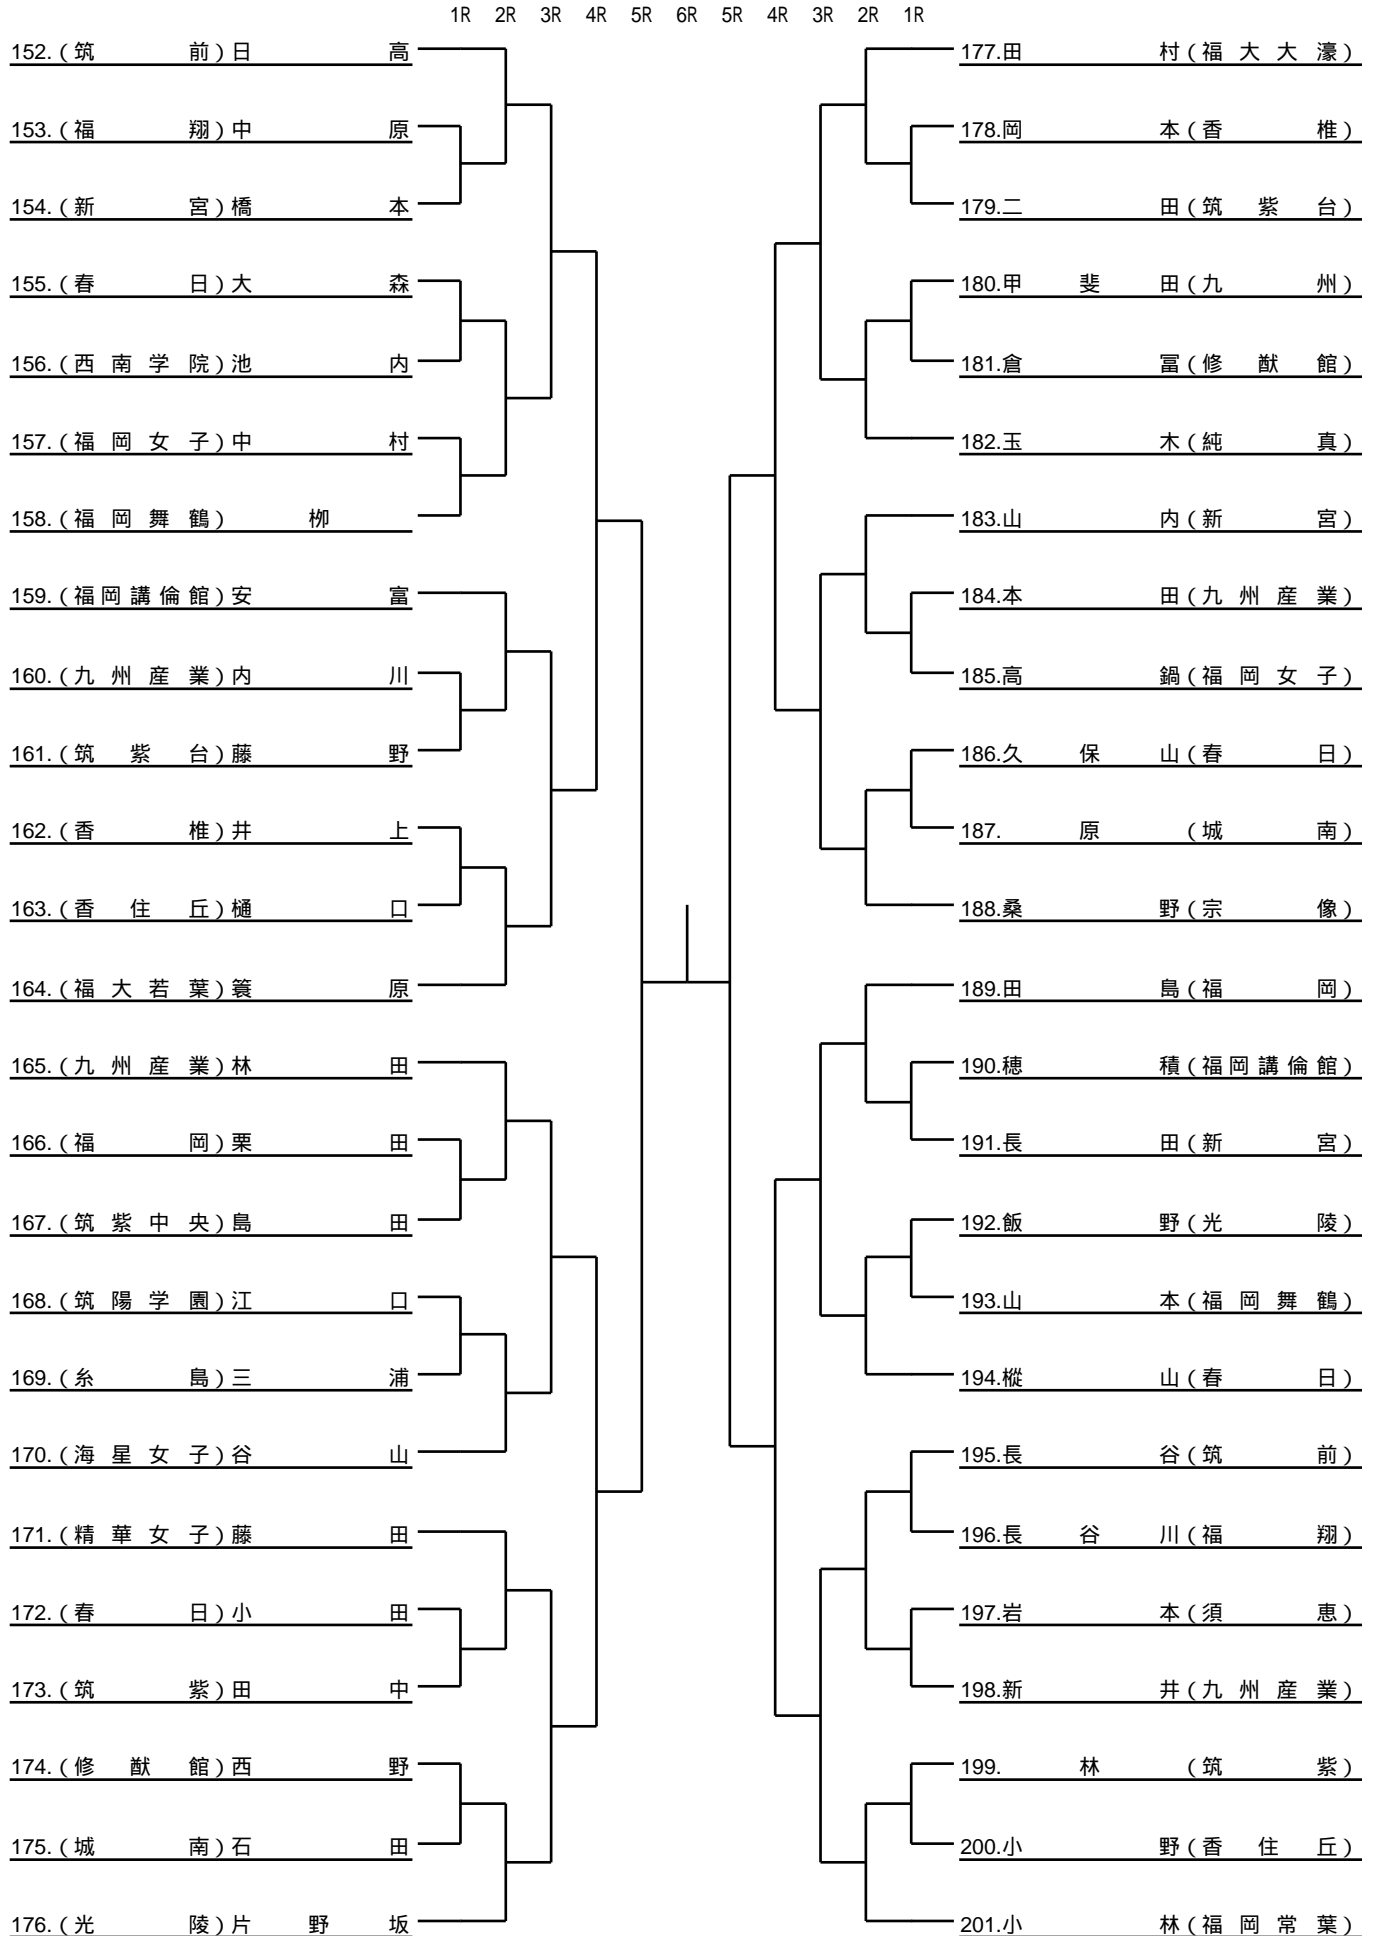 1R 2R 3R 4R 5R 6R 5R 4R 3R 2R 1R
152.(筑前)日高
153.(福翔)中原
154.(新宮)橋本
155.(春日)大森
156.(西南学院)池内
157.(福岡女子)中村
158.(福岡舞鶴)栁
159.(福岡講倫館)安富
160.(九州産業)内川
161.(筑紫台)藤野
162.(香椎)井上
163.(香住丘)樋口
164.(福大若葉)簑原
165.(九州産業)林田
166.(福岡)栗田
167.(筑紫中央)島田
168.(筑陽学園)江口
169.(糸島)三浦
170.(海星女子)谷山
171.(精華女子)藤田
172.(春日)小田
173.(筑紫)田中
174.(修猷館)西野
175.(城南)石田
176.(光陵)片野坂
177.田村(福大大濠)
178.岡本(香椎)
179.二田(筑紫台)
180.甲斐田(九州)
181.倉冨(修猷館)
182.玉木(純真)
183.山内(新宮)
184.本田(九州産業)
185.高鍋(福岡女子)
186.久保山(春日)
187.原(城南)
188.桑野(宗像)
189.田島(福岡)
190.穂積(福岡講倫館)
191.長田(新宮)
192.飯野(光陵)
193.山本(福岡舞鶴)
194.樅山(春日)
195.長谷(筑前)
196.長谷川(福翔)
197.岩本(須恵)
198.新井(九州産業)
199.林(筑紫)
200.小野(香住丘)
201.小林(福岡常葉)